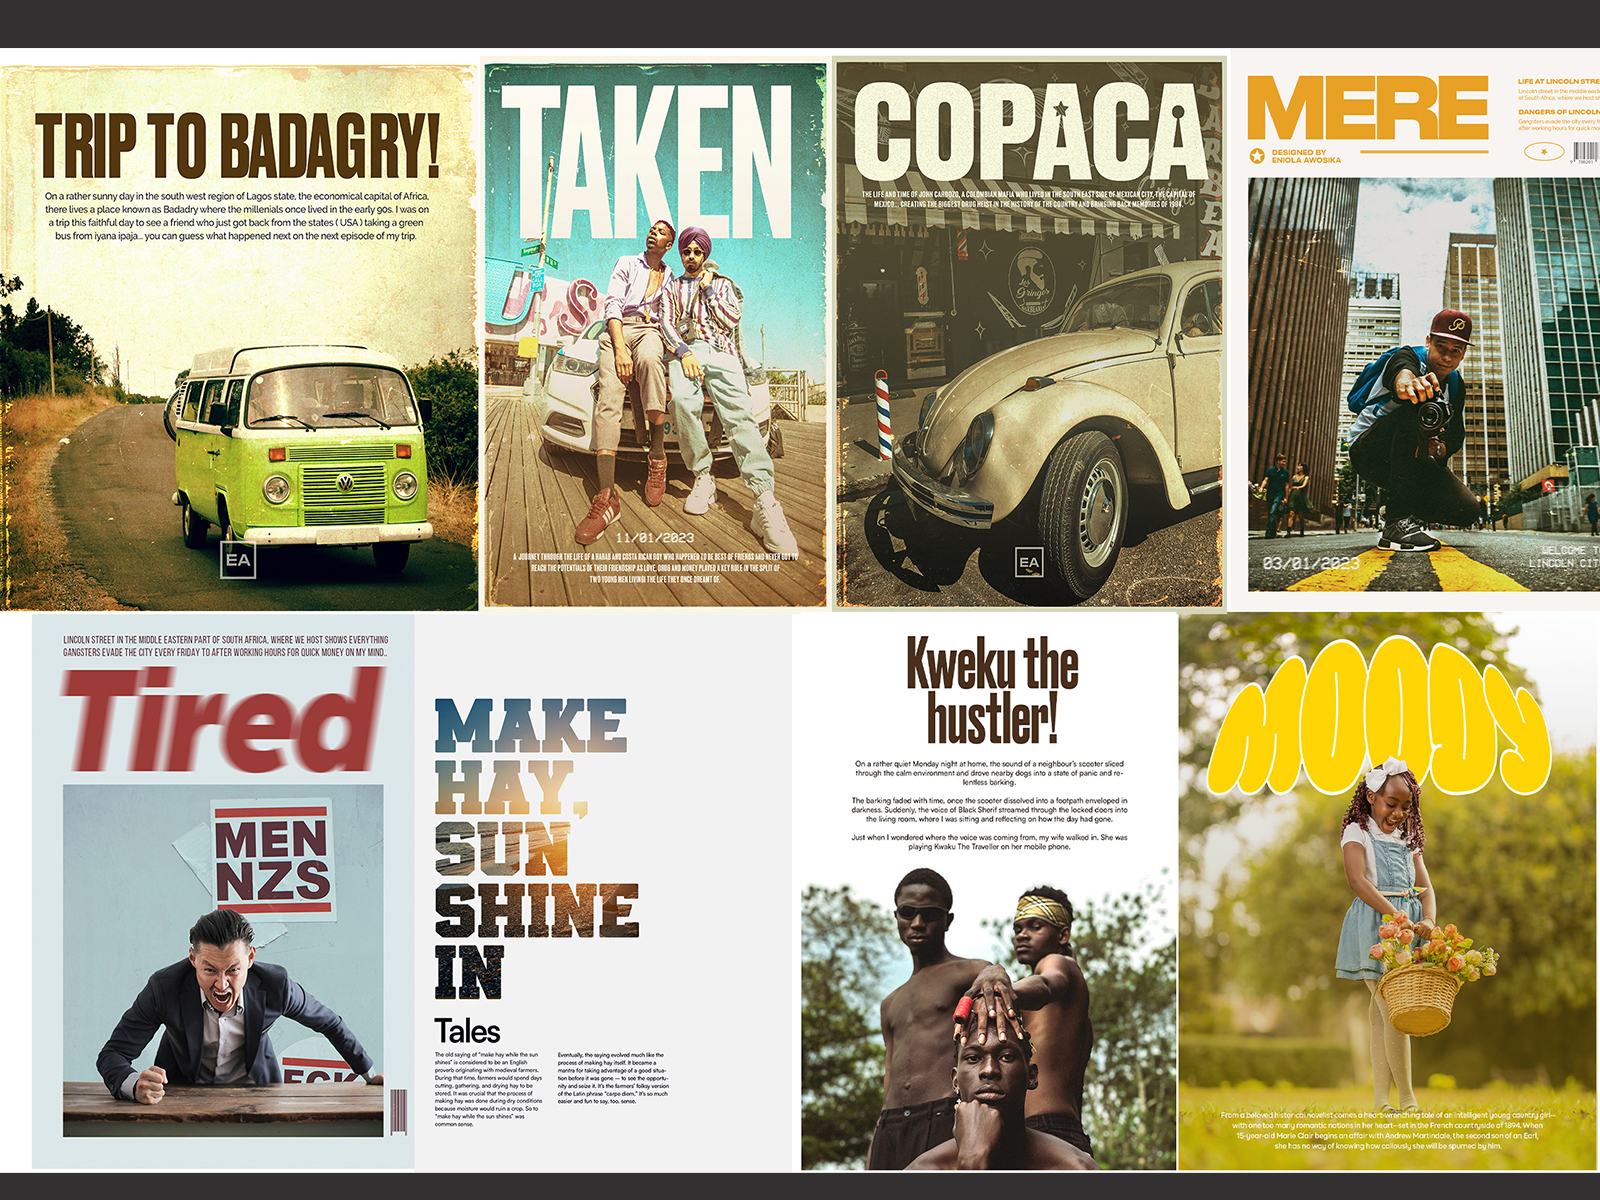 TRIP TO BADAGRY!
On a rather sunny day in the south west region of Lagos state, the economical capital of Africa,
there lives a place known as Badadry where the millenials once lived in the early 90s. I was on
a trip this faithful day to see a friend who just got back from the states ( USA ) taking a green
bus from iyana ipaja... you can guess what happened next on the next episode of my trip.
EA
TAKEN
11/01/2023
A JOURNEY THROUGH THE LIFE OF A HARAB AND COSTA RICAN BOY WHO HAPPENED TO BE BEST OF FRIENDS AND NEVER GOT TO
REACH THE POTENTIALS OF THEIR FRIENDSHIP AS LOVE, DRUG AND MONEY PLAYED A KEY ROLE IN THE SPLIT OF
TWO YOUNG MEN LIVING! THE LIFE THEY ONCE DREAMT OF.
COPACA
THE LIFE AND TIME OF JOHN CARDOZO, A COLOMBIAN MAFIA WHO LIVED IN THE SOUTH EAST SIDE OF MEXICAN CITY, THE CAPITAL OF
MEXICO... CREATING THE BIGGEST DRUG HEIST IN THE HISTORY OF THE COUNTRY AND BRINGING BACK MEMORIES OF 1984.
Los
Gringos
EA
MERE
DESIGNED BY
ENIOLA AWOSIKA
LIFE AT LINCOLN STRE
Lincoln street in the middle easte
of South Africa, where we host sh
DANGERS OF LINCOLN
Gangsters evade the city every f
after working hours for quick mo
03/01/2023
WELCOME T
LINCOLN CIT
LINCOLN STREET IN THE MIDDLE EASTERN PART OF SOUTH AFRICA, WHERE WE HOST SHOWS EVERYTHING
GANGSTERS EVADE THE CITY EVERY FRIDAY TO AFTER WORKING HOURS FOR QUICK MONEY ON MY MIND..
Tired
MEN
NZS
MAKE
HAY,
SUN
SHINE
IN
Tales
The old saying of "make hay while the sun
shines" is considered to be an English
proverb originating with medieval farmers.
During that time, farmers would spend days
cutting, gathering, and drying hay to be
stored. It was crucial that the process of
making hay was done during dry conditions
because moisture would ruin a crop. So to
"make hay while the sun shines" was
common sense.
Eventually, the saying evolved much like the
process of making hay itself. It became a
mantra for taking advantage of a good situa-
tion before it was gone — to see the opportu-
nity and seize it. It's the farmers' folksy version
of the Latin phrase "carpe diem." It's so much
easier and fun to say, too. sense.
Kweku the
hustler!
On a rather quiet Monday night at home, the sound of a neighbour's scooter sliced
through the calm environment and drove nearby dogs into a state of panic and re-
lentless barking.
The barking faded with time, once the scooter dissolved into a footpath enveloped in
darkness. Suddenly, the voice of Black Sherif streamed through the locked doors into
the living room, where I was sitting and reflecting on how the day had gone.
Just when I wondered where the voice was coming from, my wife walked in. She was
playing Kwaku The Traveller on her mobile phone.
MOODY
From a beloved historical novelist comes a heart-wrenching tale of an intelligent young country girl—
with one too many romantic notions in her heart—set in the French countryside of 1894. When
15-year-old Marie Clair begins an affair with Andrew Martindale, the second son of an Earl,
she has no way of knowing how callously she will be spurned by him.